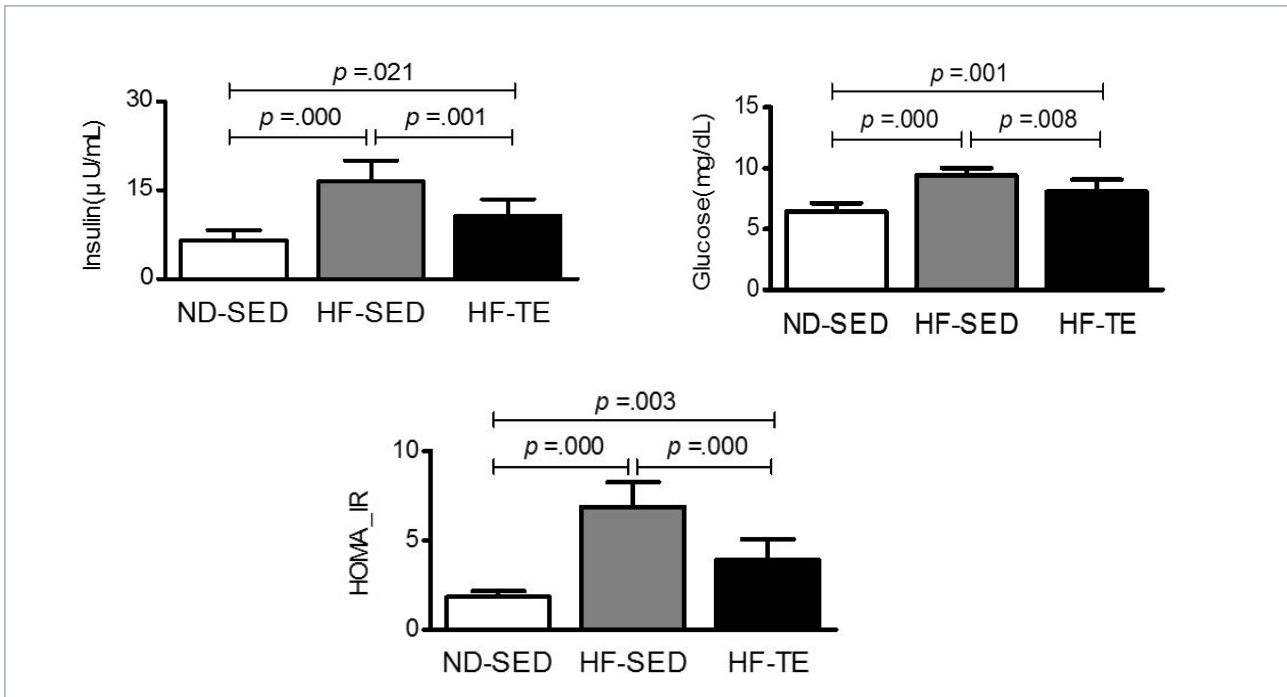 p =.021
p =.000 p =.001
Insulin(μ U/mL)
30
15
0
ND-SED HF-SED HF-TE
p =.001
p =.000 p =.008
Glucose(mg/dL)
15
10
5
0
ND-SED HF-SED HF-TE
p =.003
p =.000 p =.000
HOMA_IR
10
5
0
ND-SED HF-SED HF-TE